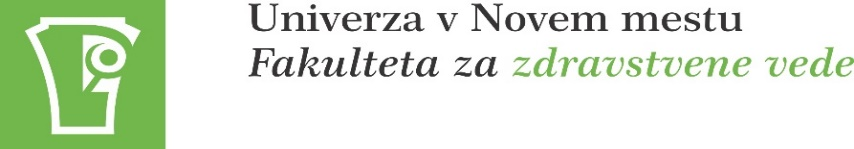 Univerza v Novem mestu
Fakulteta za zdravstvene vede